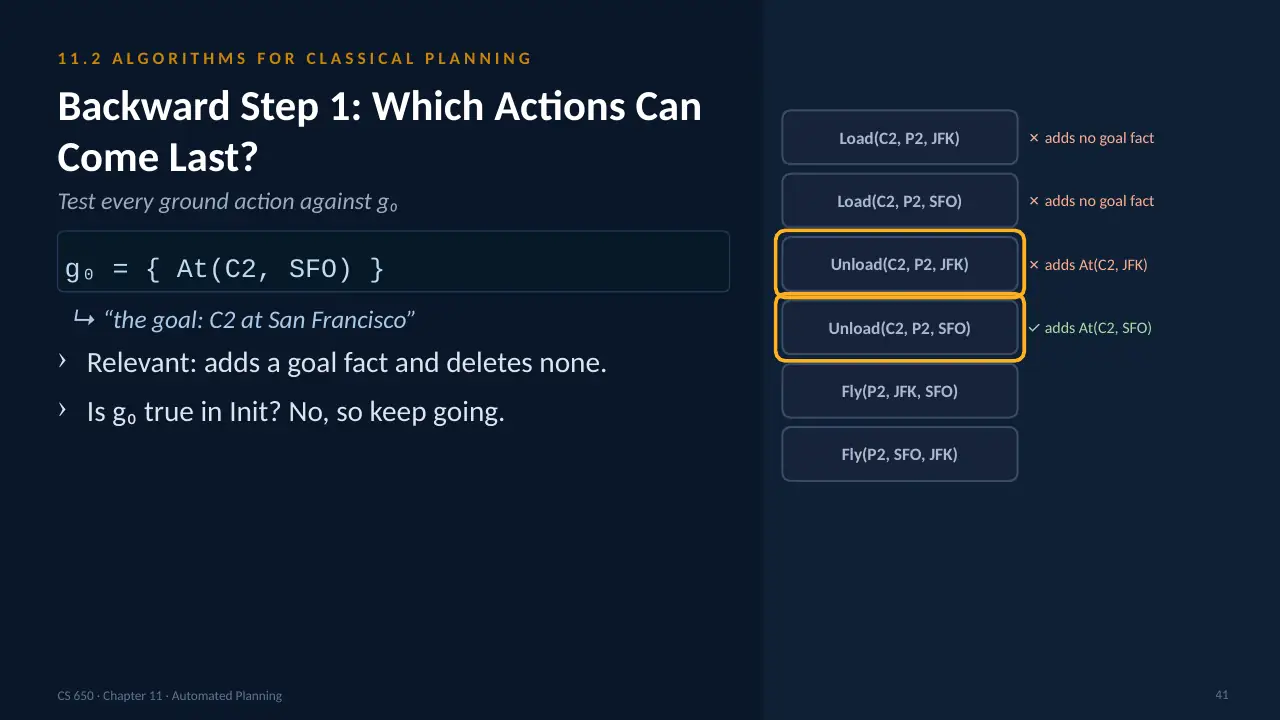 11.2 ALGORITHMS FOR CLASSICAL PLANNING
Backward Step 1: Which Actions Can
Come Last?
Test every ground action against g₀
g₀ = { At(C2, SFO) }
↪ “the goal: C2 at San Francisco”
› Relevant: adds a goal fact and deletes none.
› Is g₀ true in Init? No, so keep going.
Load(C2, P2, JFK) × adds no goal fact
Load(C2, P2, SFO) × adds no goal fact
Unload(C2, P2, JFK) × adds At(C2, JFK)
Unload(C2, P2, SFO) ✓ adds At(C2, SFO)
Fly(P2, JFK, SFO)
Fly(P2, SFO, JFK)
CS 650 · Chapter 11 · Automated Planning
41